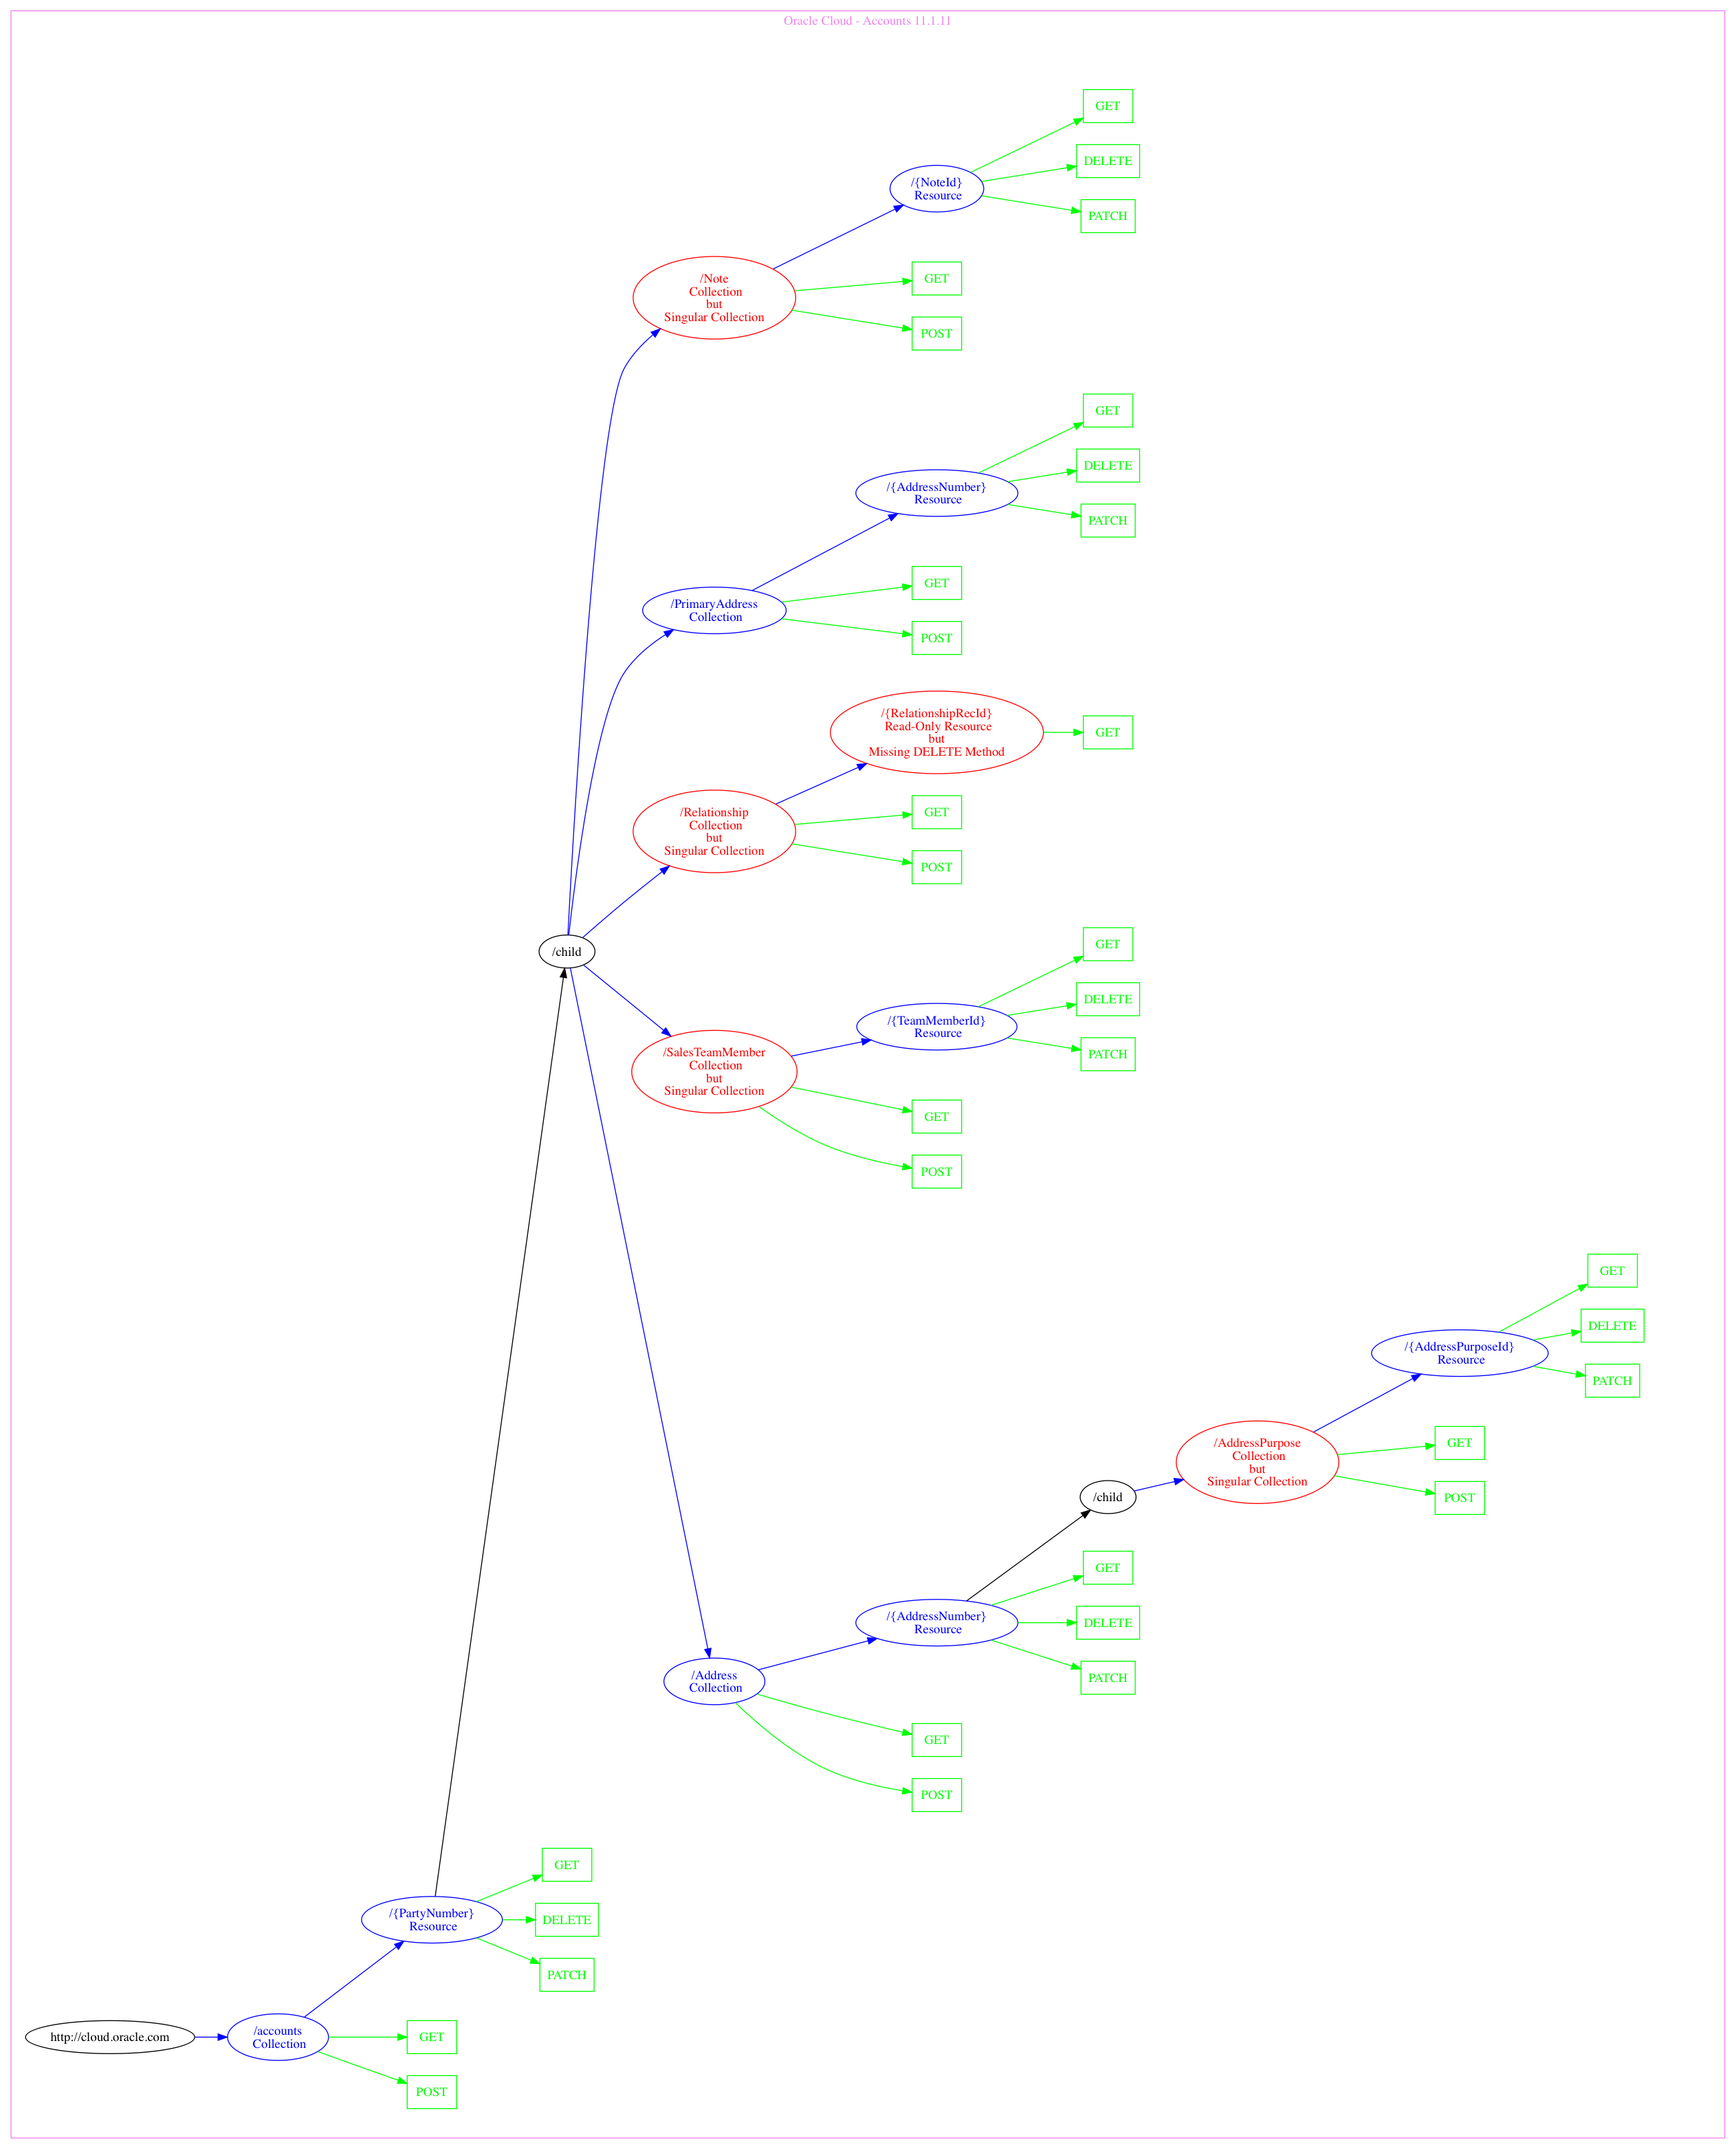 Oracle Cloud - Accounts 11.1.11
GET
/{NoteId}
Resource
DELETE
PATCH
/Note
Collection
but
Singular Collection
GET
POST
GET
/{AddressNumber}
Resource
DELETE
PATCH
/PrimaryAddress
Collection
GET
POST
/{RelationshipRecId}
Read-Only Resource
but
Missing DELETE Method
GET
/Relationship
Collection
but
Singular Collection
GET
POST
/child
GET
/{TeamMemberId}
Resource
DELETE
PATCH
/SalesTeamMember
Collection
but
Singular Collection
GET
POST
GET
/{AddressPurposeId}
Resource
DELETE
PATCH
/AddressPurpose
Collection
but
Singular Collection
GET
POST
/child
GET
/{AddressNumber}
Resource
DELETE
PATCH
/Address
Collection
GET
POST
GET
/{PartyNumber}
Resource
DELETE
PATCH
http://cloud.oracle.com
/accounts
Collection
GET
POST